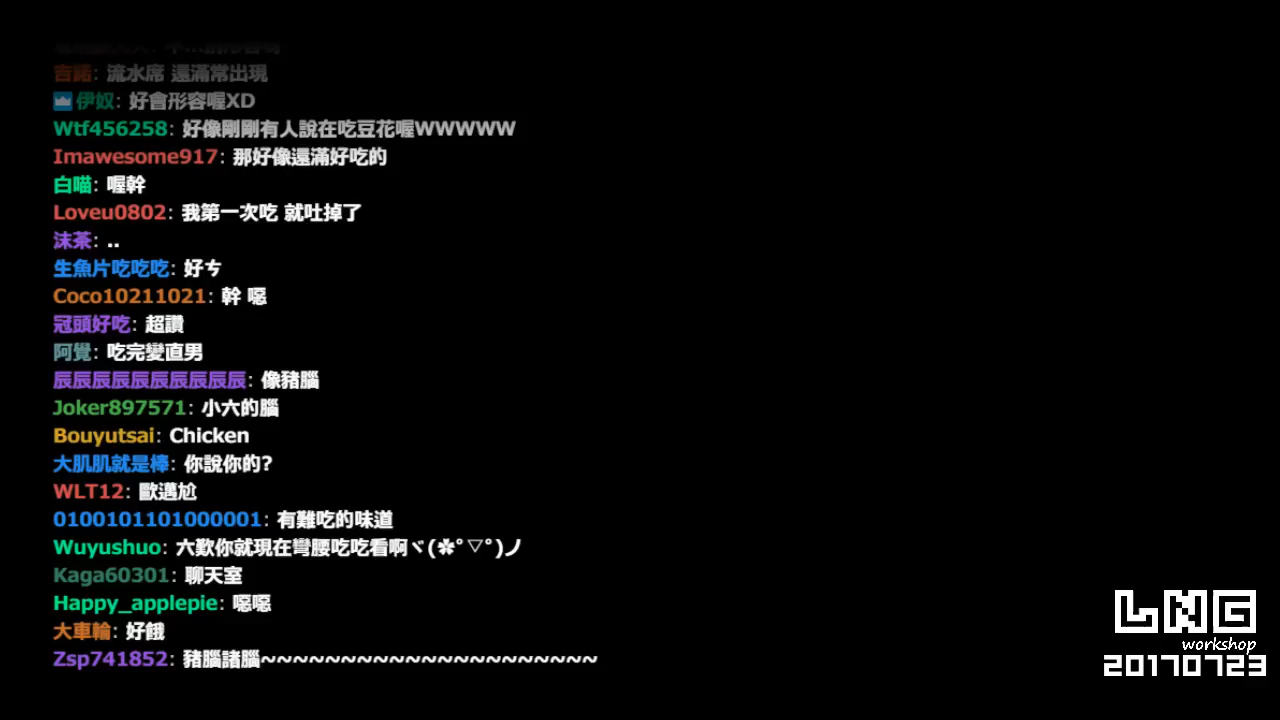 吉諾: 流水席 還滿常出現
伊奴: 好會形容喔XD
Wtf456258: 好像剛剛有人說在吃豆花喔WWWWW
Imawesome917: 那好像還滿好吃的
白喵: 喔幹
Loveu0802: 我第一次吃 就吐掉了
沫茶: ..
生魚片吃吃吃: 好ㄘ
Coco10211021: 幹 噁
冠頭好吃: 超讚
阿覺: 吃完變直男
辰辰辰辰辰辰辰辰辰辰: 像豬腦
Joker897571: 小六的腦
Bouyutsai: Chicken
大肌肌就是棒: 你說你的?
WLT12: 歐邁尬
0100101101000001: 有難吃的味道
Wuyushuo: 六歎你就現在彎腰吃吃看啊ヾ(✽ﾟ▽ﾟ)ノ
Kaga60301: 聊天室
Happy_applepie: 噁噁
大車輪: 好餓
Zsp741852: 豬腦諸腦~~~~~~~~~~~~~~~~~~~~~
LNG
workshop
20170723